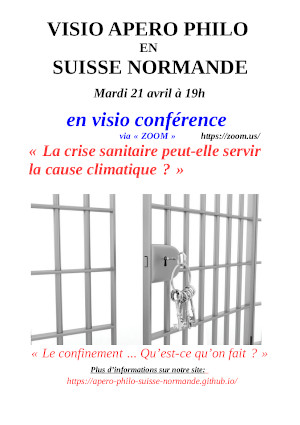 VISIO APERO PHILO
EN
SUISSE NORMANDE
Mardi 21 avril à 19h
en visio conférence
via « ZOOM » https://zoom.us/
« La crise sanitaire peut-elle servir
la cause climatique ? »
« Le confinement ... Qu’est-ce qu’on fait ? »
Plus d’informations sur notre site:
https://apero-philo-suisse-normande.github.io/